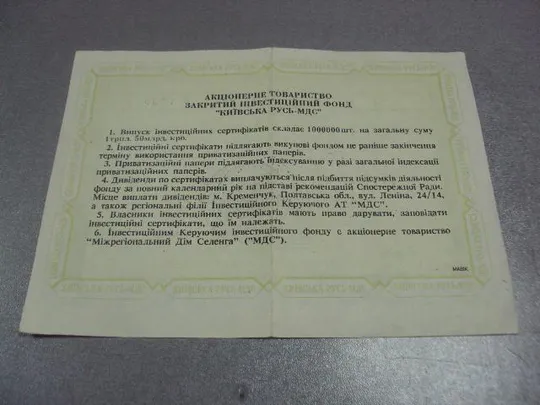 АКЦІОНЕРНЕ ТОВАРИСТВО
ЗАКРИТИЙ ІНВЕСТИЦІЙНИЙ ФОНД
"КИЇВСЬКА РУСЬ-МДС"
1. Випуск інвестиційних сертифікатів складає 1000000шт. на загальну суму
1трлн. 50млрд. крб.
2. Інвестиційні сертифікати підлягають викупові фондом не раніше закінчення
терміну використання приватизаційних паперів.
3. Приватизаційні папери підлягають індексуванню у разі загальної індексації
приватизаційних паперів.
4. Дивіденди по сертифікатах виплачуються після підбиття підсумків діяльності
фонду за повний календарний рік на підставі рекомендацій Спостережної Ради.
Місце виплати дивідендів: м. Кременчук, Полтавська обл., вул. Леніна, 24/14,
а також регіональні філії Інвестиційного Керуючого АТ "МДС".
5. Власники інвестиційних сертифікатів мають право дарувати, заповідати
інвестиційні сертифікати, що їм належать.
6. Інвестиційним Керуючим інвестиційного фонду є акціонерне товариство
"Міжрегіональний Дім Селенга" ("МДС").